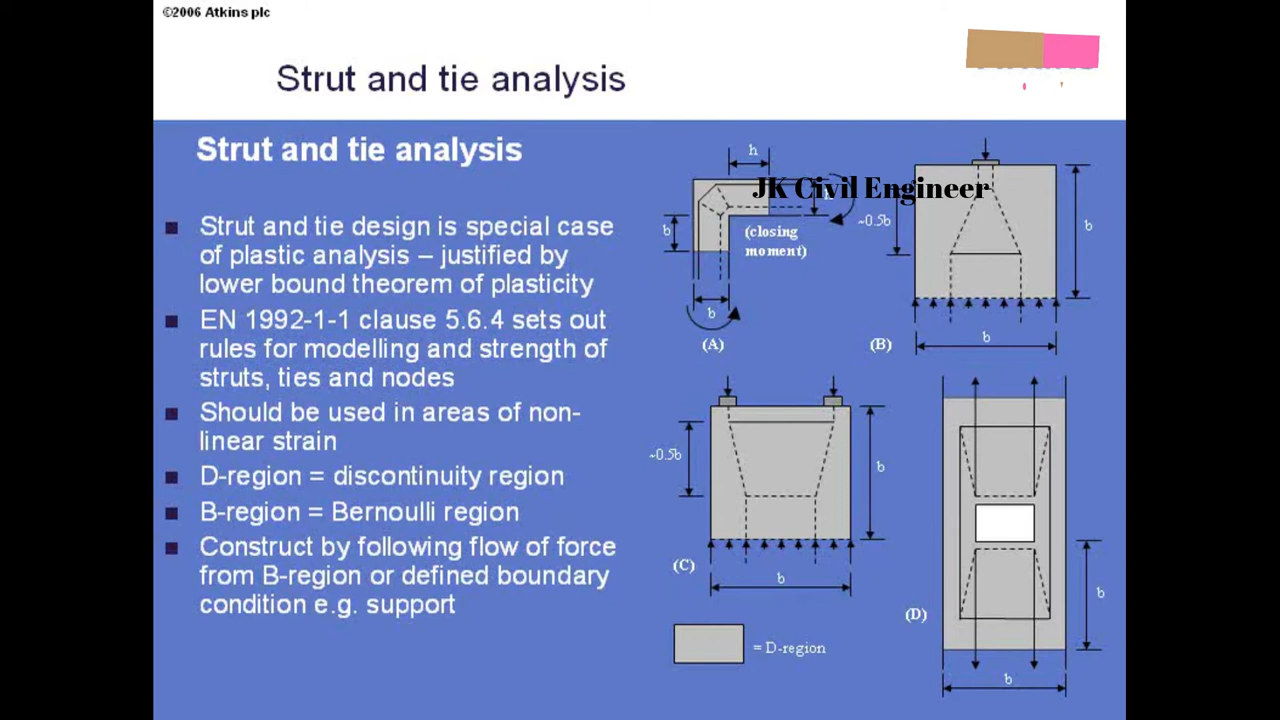 ©2006 Atkins plc
Strut and tie analysis
Strut and tie analysis
Strut and tie design is special case
of plastic analysis – justified by
lower bound theorem of plasticity
EN 1992-1-1 clause 5.6.4 sets out
rules for modelling and strength of
struts, ties and nodes
Should be used in areas of non-
linear strain
D-region = discontinuity region
B-region = Bernoulli region
Construct by following flow of force
from B-region or defined boundary
condition e.g. support
h
JK Civil Engineer
b
(closing
moment)
b
(A)
~0.5b
b
b
(B)
~0.5b
b
b
(C)
b
b
(D)
= D-region